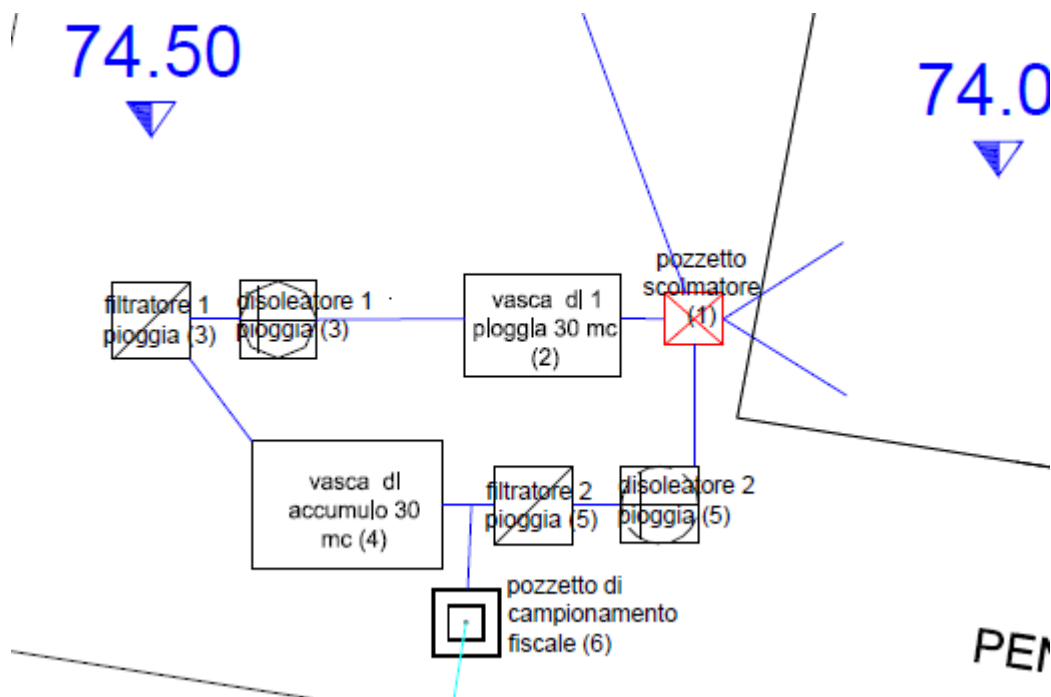 74.50
74.0
pozzetto
scolmatore
(1)
filtratore 1
pioggia (3)
disoleatore 1
pioggia (3)
vasca dI 1
pIoggIa 30 mc
(2)
vasca dI
accumulo 30
mc (4)
filtratore 2
pioggia (5)
disoleatore 2
pioggia (5)
pozzetto di
campionamento
fiscale (6)
PEN